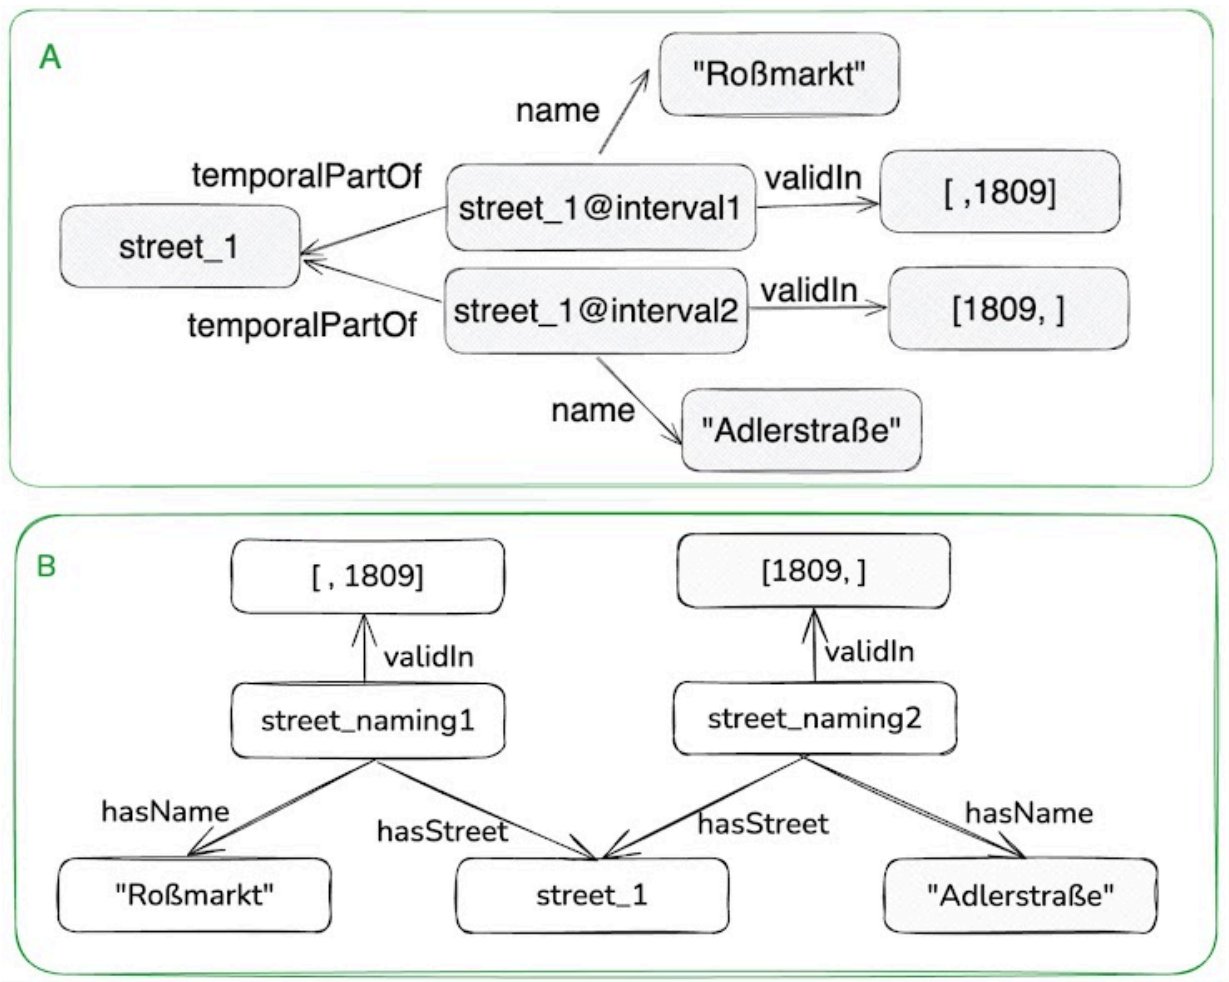 A
"Roßmarkt"
name
temporalPartOf
street_1@interval1
validIn
[ ,1809]
street_1
street_1@interval2
validIn
[1809, ]
temporalPartOf
name
"Adlerstraße"
B
[ , 1809]
[1809, ]
validIn
validIn
street_naming1
street_naming2
hasName
hasStreet
hasStreet
hasName
"Roßmarkt"
street_1
"Adlerstraße"